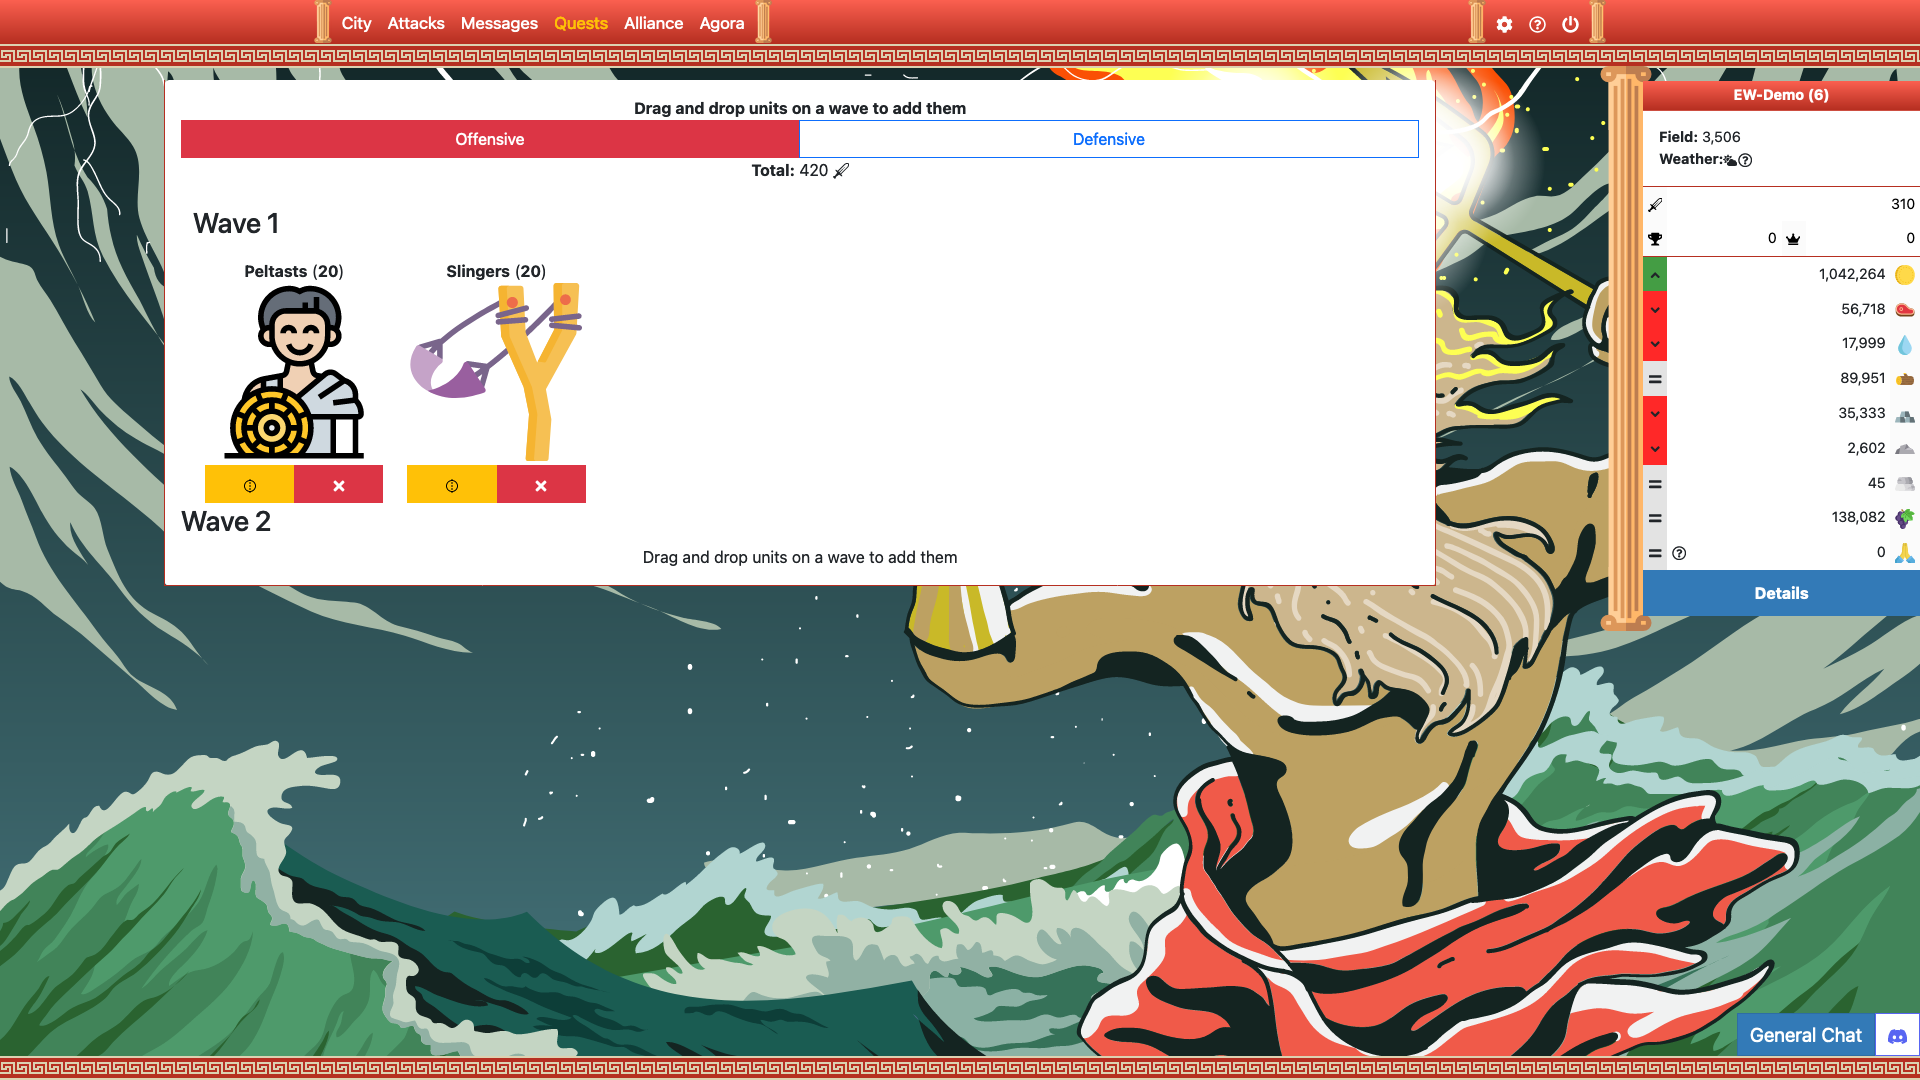 City Attacks Messages Quests Alliance Agora
Drag and drop units on a wave to add them
Offensive Defensive
Total: 420
Wave 1
Peltasts (20) Slingers (20)
Wave 2
Drag and drop units on a wave to add them
EW-Demo (6)
Field: 3,506
Weather:
310
0 0
1,042,264
56,718
17,999
89,951
35,333
2,602
45
138,082
0
Details
General Chat